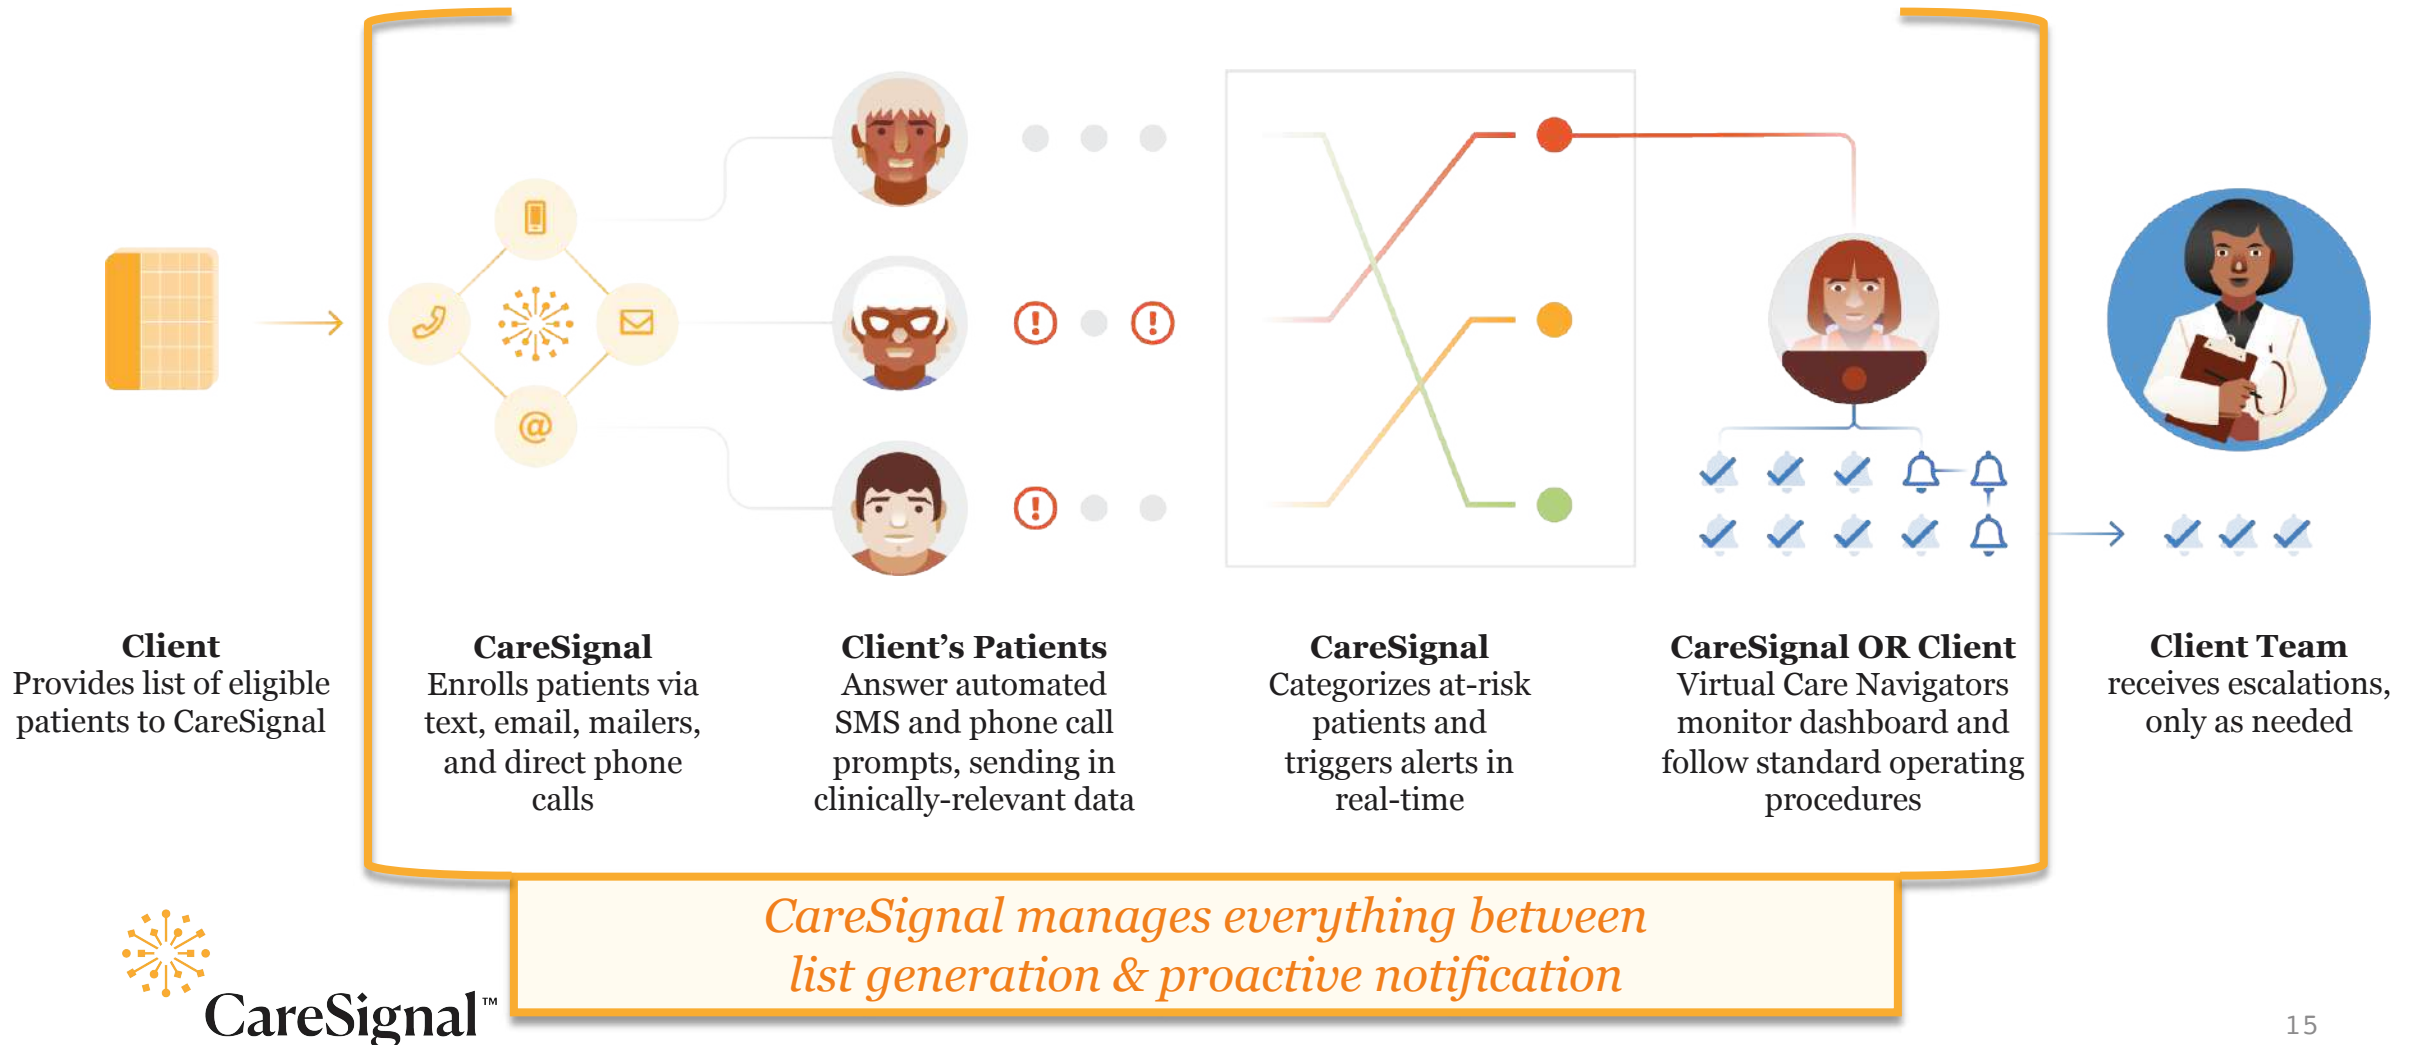 Client
Provides list of eligible
patients to CareSignal
CareSignal
Enrolls patients via
text, email, mailers,
and direct phone
calls
Client’s Patients
Answer automated
SMS and phone call
prompts, sending in
clinically-relevant data
CareSignal
Categorizes at-risk
patients and
triggers alerts in
real-time
CareSignal OR Client
Virtual Care Navigators
monitor dashboard and
follow standard operating
procedures
Client Team
receives escalations,
only as needed
CareSignal manages everything between
list generation & proactive notification
CareSignal™
15